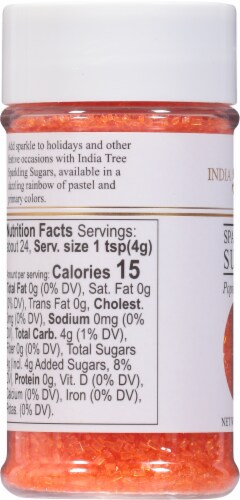 add sparkle to holidays and other
festive occasions with India Tree
Sparkling Sugars, available in a
dazzling rainbow of pastel and
primary colors.
INDIA
Nutrition Facts Servings:
about 24, Serv. size 1 tsp(4g)
Amount per serving: Calories 15
Total Fat 0g (0% DV), Sat. Fat 0g
(0% DV), Trans Fat 0g, Cholest.
0mg (0% DV), Sodium 0mg (0%
DV), Total Carb. 4g (1% DV),
Fiber 0g (0% DV), Total Sugars
4g (Incl. 4g Added Sugars, 8%
DV), Protein 0g, Vit. D (0% DV),
Calcium (0% DV), Iron (0% DV),
Potas. (0% DV).
SPA
SU
NET